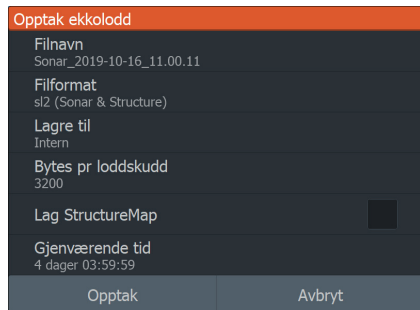 Opptak ekkolodd
Filnavn
Sonar_2019-10-16_11.00.11
Filformat
sl2 (Sonar & Structure)
Lagre til
Intern
Bytes pr loddskudd
3200
Lag StructureMap
Gjenværende tid
4 dager 03:59:59
Opptak
Avbryt